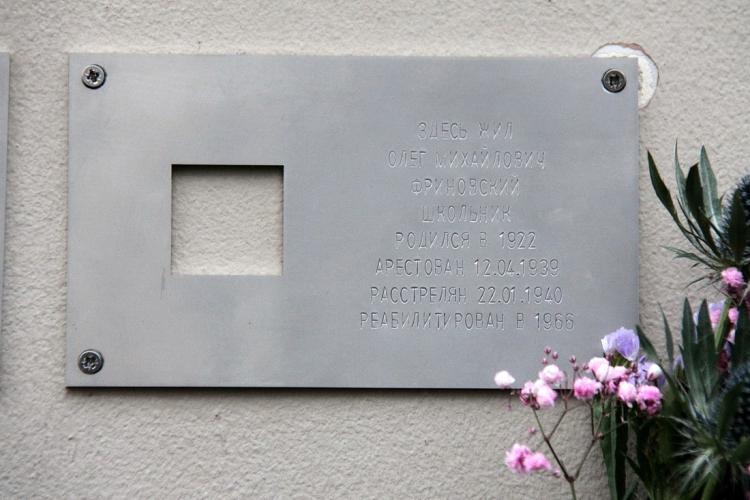 ЗДЕСЬ ЖИЛ
ОЛЕГ МИХАЙЛОВИЧ
ФРИНОВСКИЙ
ШКОЛЬНИК
РОДИЛСЯ В 1922
АРЕСТОВАН 12.04.1939
РАССТРЕЛЯН 22.01.1940
РЕАБИЛИТИРОВАН В 1966